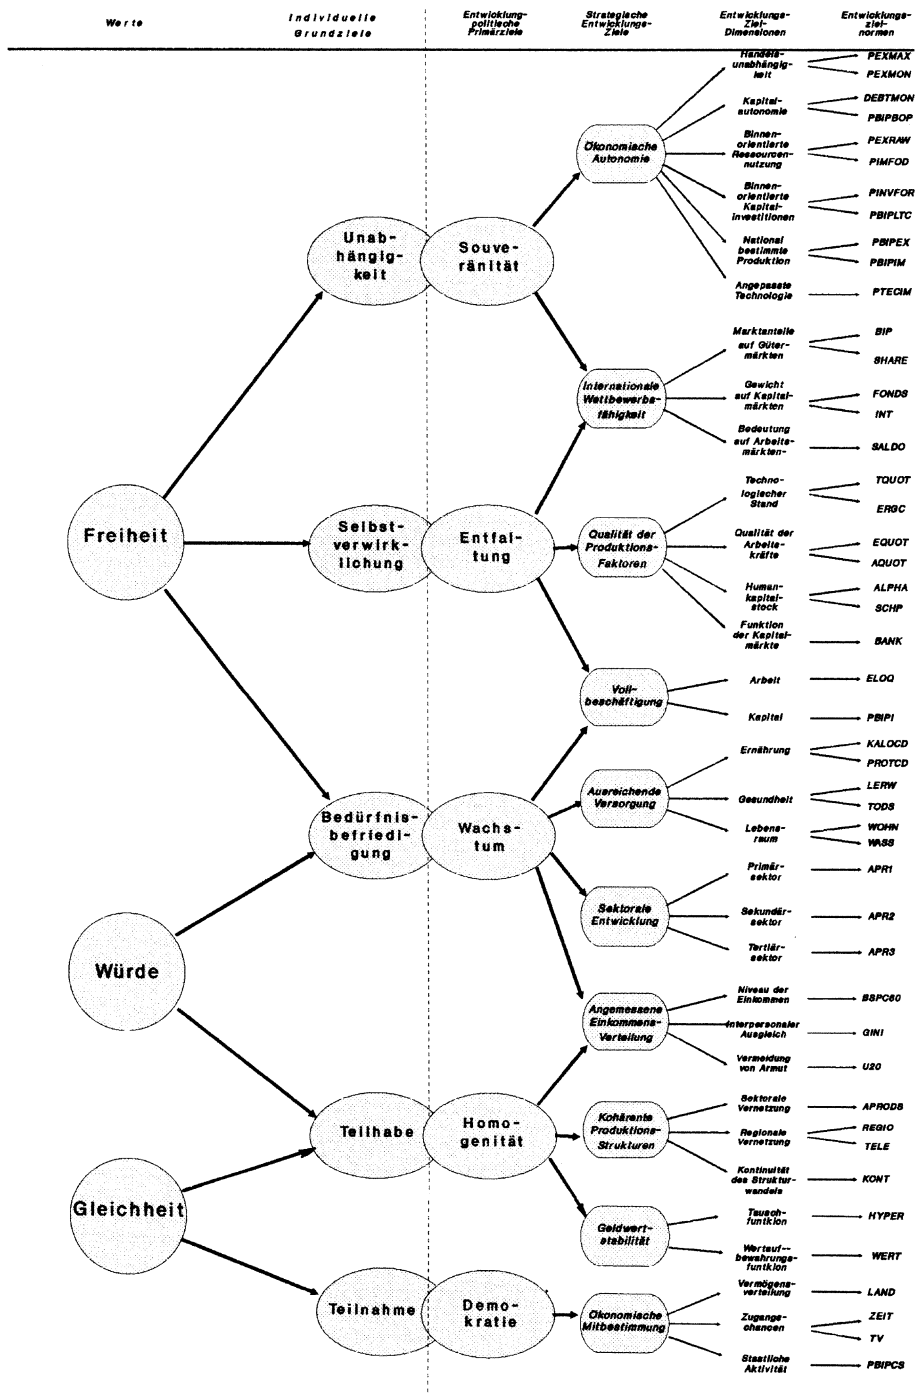 Werte
Individuelle
Grundziele
Entwicklung-
politische
Primärziele
Strategische
Entwicklungs-
Ziele
Entwicklungs-
Ziel-
Dimensionen
Entwicklungs-
ziel-
normen
Freiheit
Würde
Gleichheit
Unab-
hängig-
keit
Selbst-
verwirk-
lichung
Bedürfnis-
befriedi-
gung
Teilhabe
Teilnahme
Souve-
ränität
Entfal-
tung
Wachs-
tum
Homo-
genität
Demo-
kratie
Ökonomische
Autonomie
Internationale
Wettbewerbs-
fähigkeit
Qualität der
Produktions-
Faktoren
Voll-
beschäftigung
Ausreichende
Versorgung
Sektorale
Entwicklung
Angemessene
Einkommens-
Verteilung
Kohärente
Produktions-
Strukturen
Geldwert-
stabilität
Ökonomische
Mitbestimmung
Handels-
unabhängig-
keit
Kapital-
autonomie
Binnen-
orientierte
Ressourcen-
nutzung
Binnen-
orientierte
Kapital-
investitionen
National
bestimmte
Produktion
Angepasste
Technologie
Marktanteile
auf Güter-
märkten
Gewicht
auf Kapital-
märkten
Bedeutung
auf Arbeits-
märkten-
Techno-
logischer
Stand
Qualität der
Arbeits-
kräfte
Human-
kapital-
stock
Funktion
der Kapital-
märkte
Arbeit
Kapital
Ernährung
Gesundheit
Lebens-
raum
Primär-
sektor
Sekundär-
sektor
Tertiär-
sektor
Niveau der
Einkommen
Interpersonaler
Ausgleich
Vermeidung
von Armut
Sektorale
Vernetzung
Regionale
Vernetzung
Kontinuität
des Struktur-
wandels
Tausch-
funktion
Wertauf--
bewahrungs-
funktion
Vermögens-
verteilung
Zugangs-
chancen
Staatliche
Aktivität
PEXMAX
PEXMON
DEBTMON
PBIPBOP
PEXRAW
PIMFOD
PINVFOR
PBIPLTC
PBIPEX
PBIPIM
PTECIM
BIP
SHARE
FONDS
INT
SALDO
TQUOT
ERGC
EQUOT
AQUOT
ALPHA
SCHP
BANK
ELOQ
PBIPI
KALOCD
PROTCD
LERW
TODS
WOHN
WASS
APR1
APR2
APR3
BSPC60
GINI
U20
APRODS
REGIO
TELE
KONT
HYPER
WERT
LAND
ZEIT
TV
PBIPCS